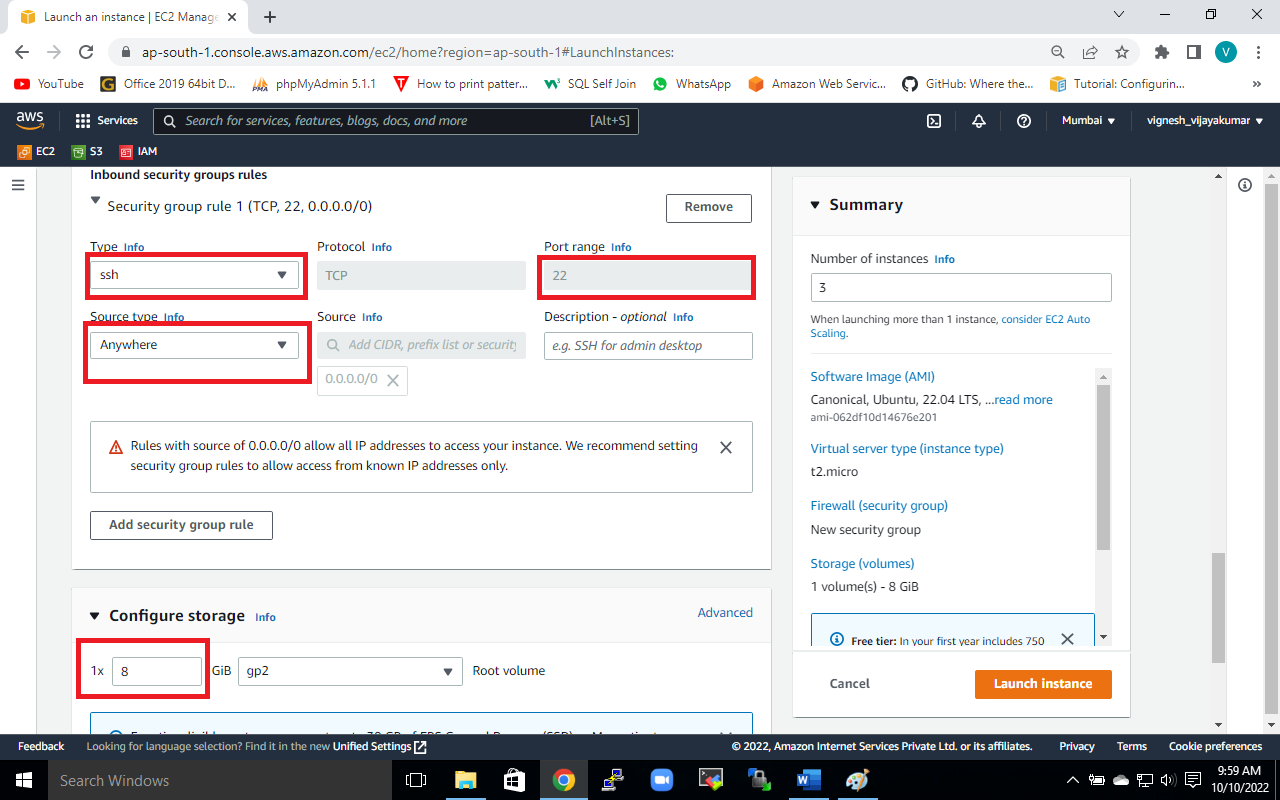 Launch an instance | EC2 Manage
ap-south-1.console.aws.amazon.com/ec2/home?region=ap-south-1#LaunchInstances:
V
YouTube
Office 2019 64bit D...
phpMyAdmin 5.1.1
How to print patter...
SQL Self Join
WhatsApp
Amazon Web Servic...
GitHub: Where the...
Tutorial: Configurin...
»
aws
Services
Search for services, features, blogs, docs, and more
[Alt+S]
Mumbai
vignesh_vijayakumar
EC2
S3
IAM
Inbound security groups rules
Security group rule 1 (TCP, 22, 0.0.0.0/0)
Remove
Type Info
Protocol Info
Port range Info
ssh
TCP
22
Source type Info
Source Info
Description - optional Info
Anywhere
Add CIDR, prefix list or security
e.g. SSH for admin desktop
0.0.0.0/0
Rules with source of 0.0.0.0/0 allow all IP addresses to access your instance. We recommend setting
security group rules to allow access from known IP addresses only.
Add security group rule
Configure storage Info
Advanced
1x
8
GiB
gp2
Root volume
Summary
Number of instances Info
3
When launching more than 1 instance, consider EC2 Auto
Scaling.
Software Image (AMI)
Canonical, Ubuntu, 22.04 LTS, ...read more
ami-062df10d14676e201
Virtual server type (instance type)
t2.micro
Firewall (security group)
New security group
Storage (volumes)
1 volume(s) - 8 GiB
Free tier: In your first year includes 750
Cancel
Launch instance
Feedback
Looking for language selection? Find it in the new Unified Settings
© 2022, Amazon Internet Services Private Ltd. or its affiliates.
Privacy
Terms
Cookie preferences
Search Windows
9:59 AM
10/10/2022